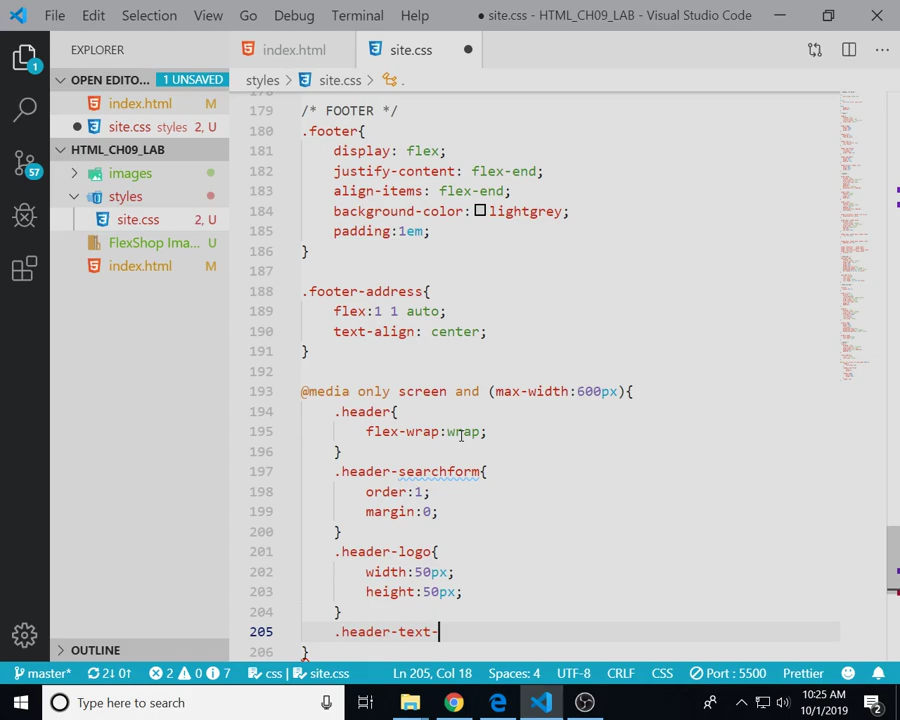 File Edit Selection View Go Debug Terminal Help ● site.css - HTML_CH09_LAB - Visual Studio Code
EXPLORER index.html site.css ●
OPEN EDITO... 1 UNSAVED styles > site.css > .
index.html M
● site.css styles 2, U
HTML_CH09_LAB
images
styles
site.css 2, U
FlexShop Ima... U
index.html M
OUTLINE
1
57
179 /* FOOTER */
180 .footer{
181 display: flex;
182 justify-content: flex-end;
183 align-items: flex-end;
184 background-color: lightgrey;
185 padding:1em;
186 }
187
188 .footer-address{
189 flex:1 1 auto;
190 text-align: center;
191 }
192
193 @media only screen and (max-width:600px){
194 .header{
195 flex-wrap:wrap;
196 }
197 .header-searchform{
198 order:1;
199 margin:0;
200 }
201 .header-logo{
202 width:50px;
203 height:50px;
204 }
205 .header-text-
206 }
master* 2↓ 0↑ 2 0 7 css | site.css Ln 205, Col 18 Spaces: 4 UTF-8 CRLF CSS Port : 5500 Prettier
Type here to search 10:25 AM
10/1/2019 2